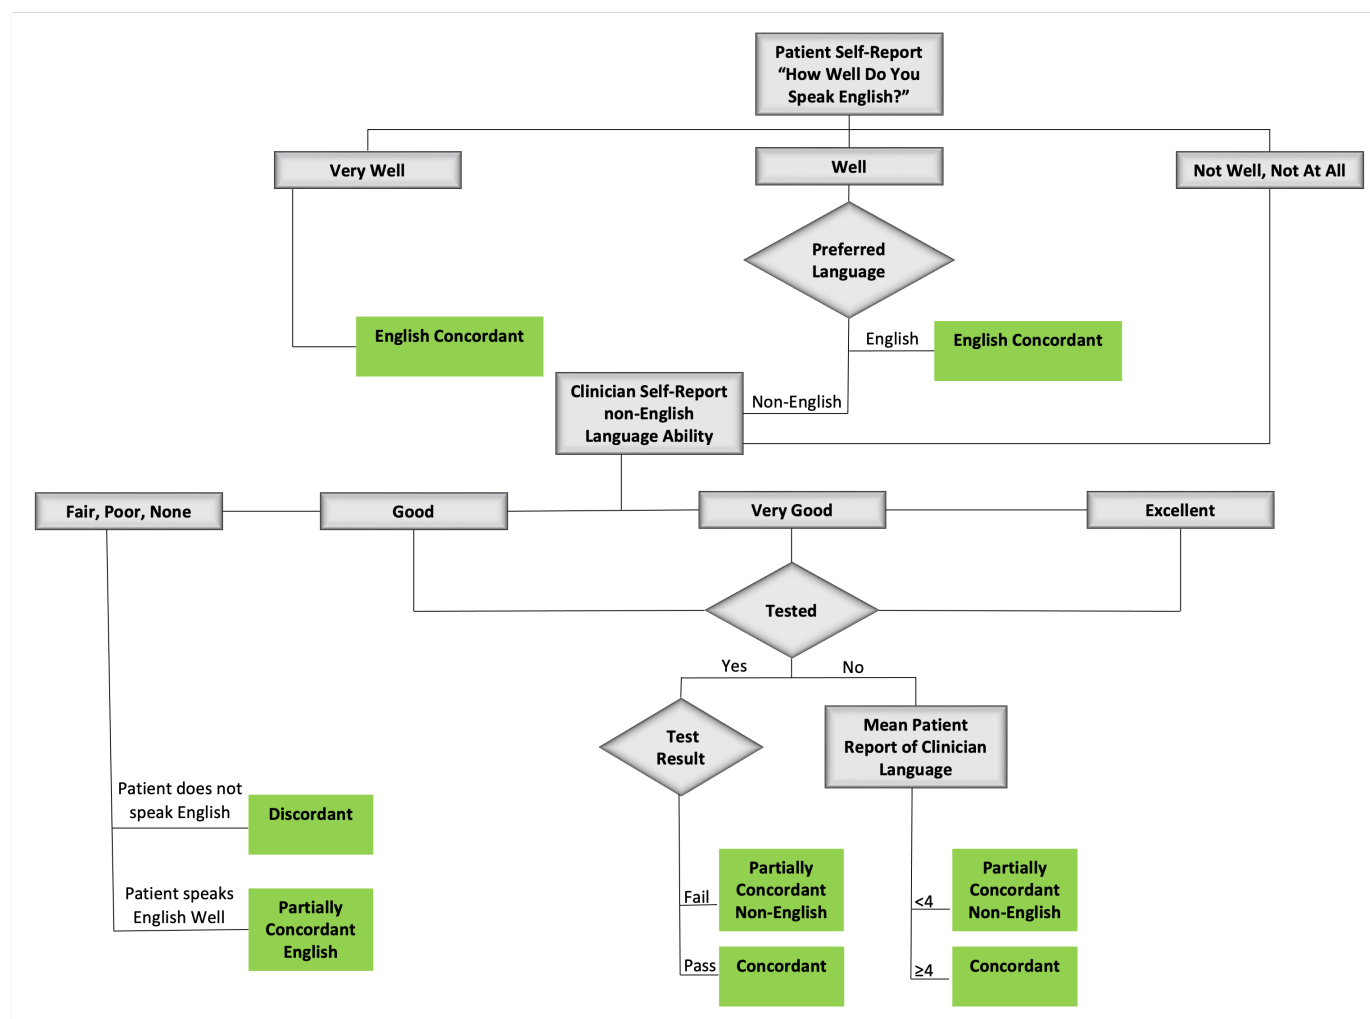 Patient Self-Report
“How Well Do You
Speak English?”
Very Well
Well
Not Well, Not At All
Preferred
Language
English Concordant
English
English Concordant
Clinician Self-Report
non-English
Language Ability
Non-English
Fair, Poor, None
Good
Very Good
Excellent
Tested
Yes
No
Test
Result
Mean Patient
Report of Clinician
Language
Patient does not
speak English
Discordant
Patient speaks
English Well
Partially
Concordant
English
Fail
Partially
Concordant
Non-English
Pass
Concordant
<4
Partially
Concordant
Non-English
≥4
Concordant